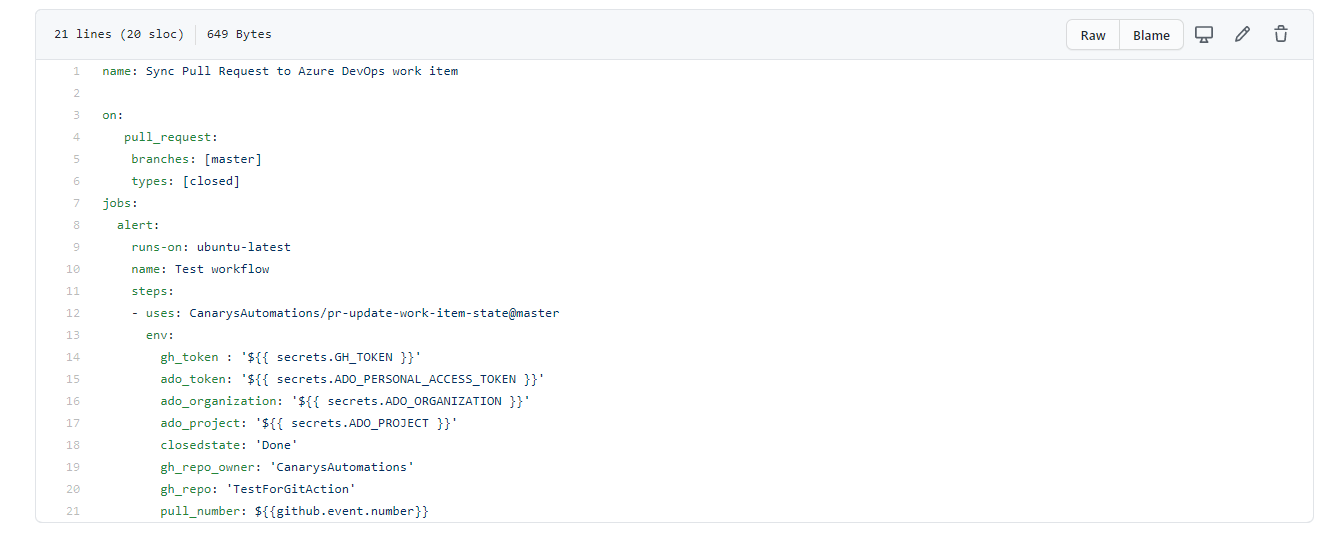 21 lines (20 sloc) 649 Bytes Raw Blame
1 name: Sync Pull Request to Azure DevOps work item
2
3 on:
4 pull_request:
5 branches: [master]
6 types: [closed]
7 jobs:
8 alert:
9 runs-on: ubuntu-latest
10 name: Test workflow
11 steps:
12 - uses: CanarysAutomations/pr-update-work-item-state@master
13 env:
14 gh_token : '${{ secrets.GH_TOKEN }}'
15 ado_token: '${{ secrets.ADO_PERSONAL_ACCESS_TOKEN }}'
16 ado_organization: '${{ secrets.ADO_ORGANIZATION }}'
17 ado_project: '${{ secrets.ADO_PROJECT }}'
18 closedstate: 'Done'
19 gh_repo_owner: 'CanarysAutomations'
20 gh_repo: 'TestForGitAction'
21 pull_number: ${{github.event.number}}